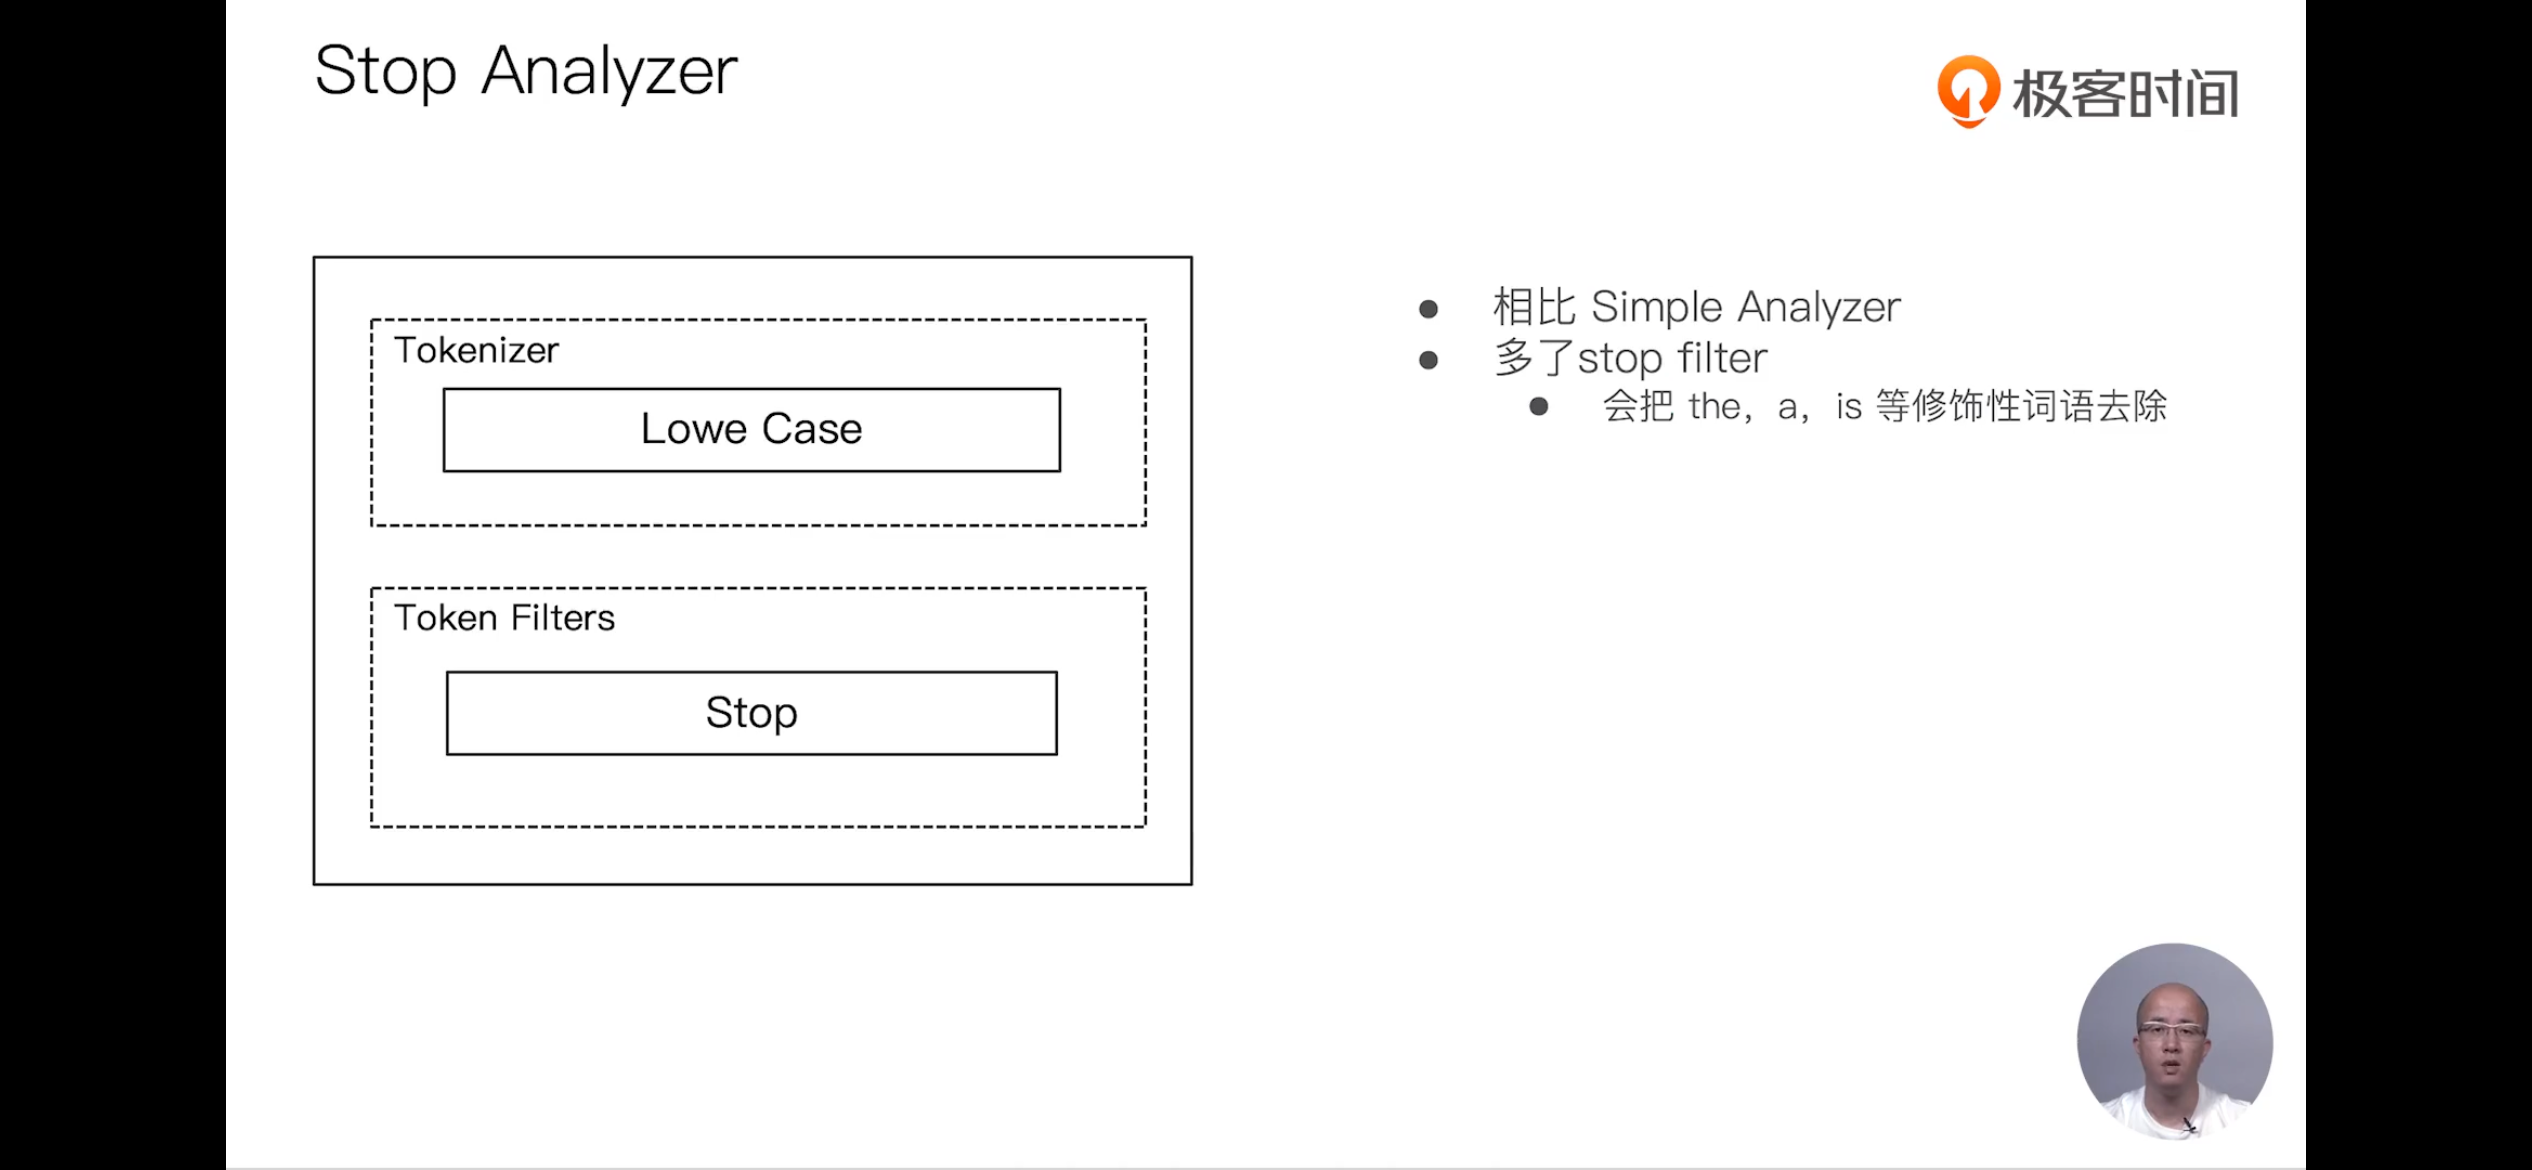 Stop Analyzer
极客时间
Tokenizer
Lowe Case
Token Filters
Stop
相比 Simple Analyzer
多了stop filter
会把 the，a，is 等修饰性词语去除